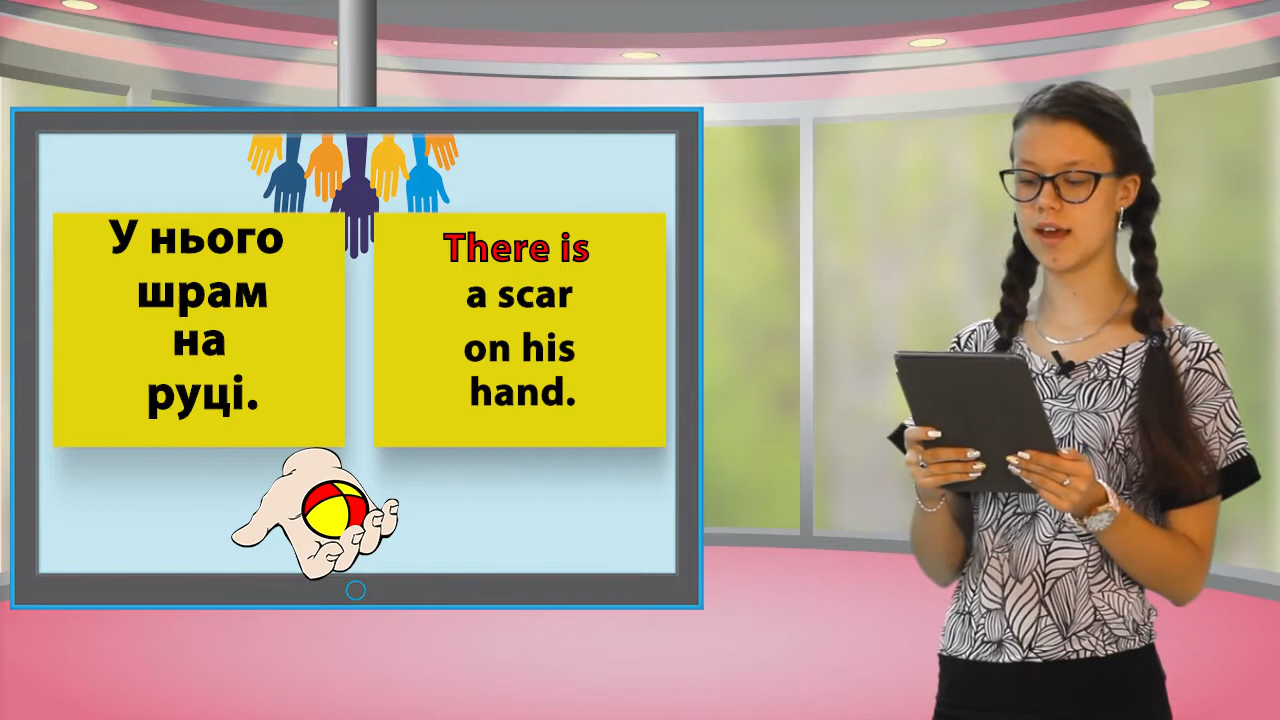 У нього
шрам
на
руці.
There is
a scar
on his
hand.